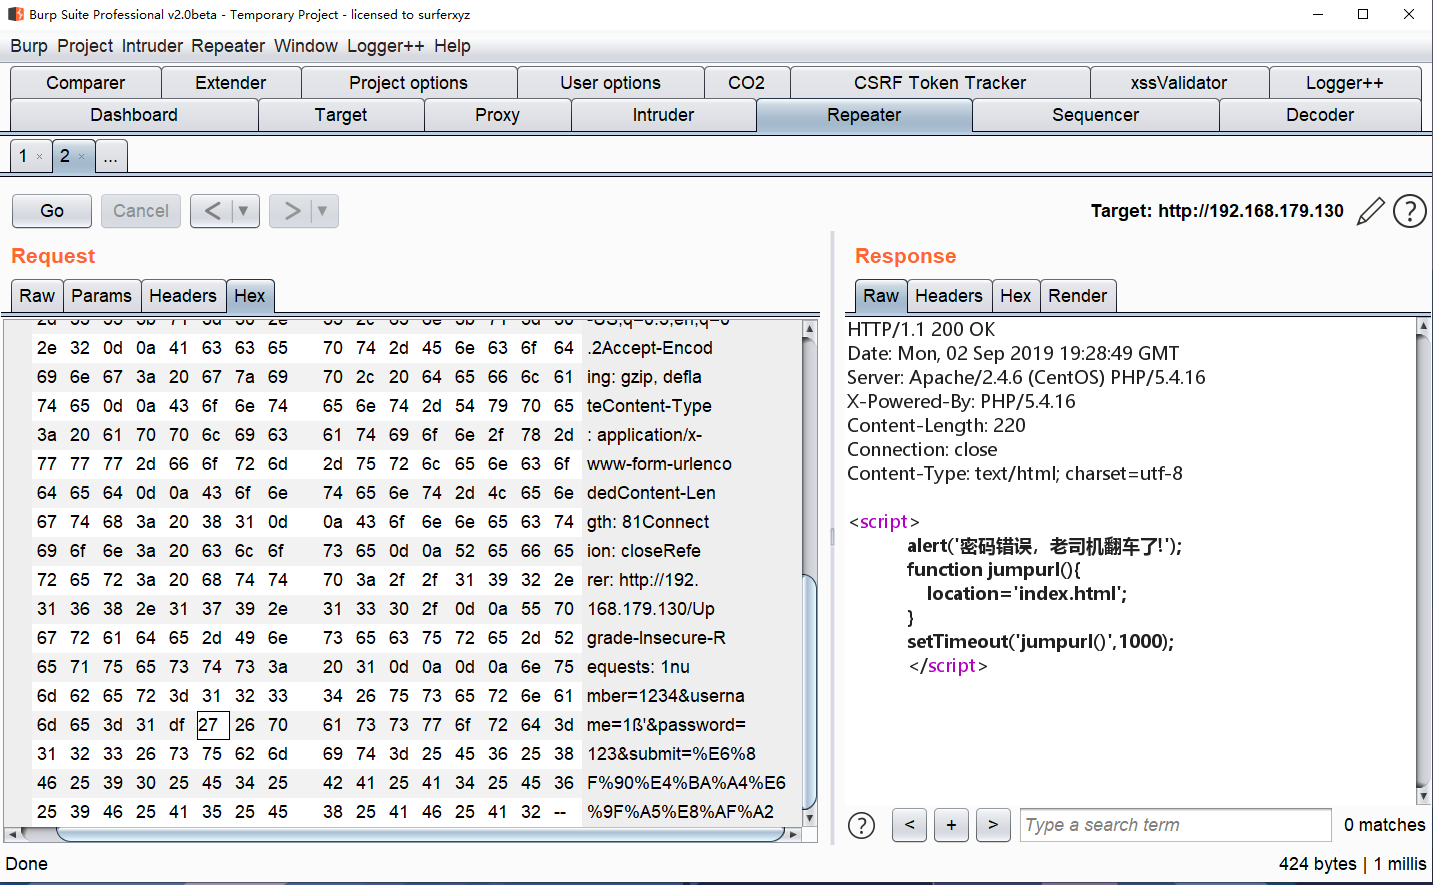 Burp Suite Professional v2.0beta - Temporary Project - licensed to surferxyz
Burp Project Intruder Repeater Window Logger++ Help
Comparer Extender Project options User options CO2 CSRF Token Tracker xssValidator Logger++
Dashboard Target Proxy Intruder Repeater Sequencer Decoder
1 × 2 × ...
Go Cancel < ▼ > ▼ Target: http://192.168.179.130 ?
Request
Raw Params Headers Hex
2e 32 0d 0a 41 63 63 65 70 74 2d 45 6e 63 6f 64 .2Accept-Encod
69 6e 67 3a 20 67 7a 69 70 2c 20 64 65 66 6c 61 ing: gzip, defla
74 65 0d 0a 43 6f 6e 74 65 6e 74 2d 54 79 70 65 teContent-Type
3a 20 61 70 70 6c 69 63 61 74 69 6f 6e 2f 78 2d : application/x-
77 77 77 2d 66 6f 72 6d 2d 75 72 6c 65 6e 63 6f www-form-urlenco
64 65 64 0d 0a 43 6f 6e 74 65 6e 74 2d 4c 65 6e dedContent-Len
67 74 68 3a 20 38 31 0d 0a 43 6f 6e 6e 65 63 74 gth: 81Connect
69 6f 6e 3a 20 63 6c 6f 73 65 0d 0a 52 65 66 65 ion: closeRefe
72 65 72 3a 20 68 74 74 70 3a 2f 2f 31 39 32 2e rer: http://192.
31 36 38 2e 31 37 39 2e 31 33 30 2f 0d 0a 55 70 168.179.130/Up
67 72 61 64 65 2d 49 6e 73 65 63 75 72 65 2d 52 grade-Insecure-R
65 71 75 65 73 74 73 3a 20 31 0d 0a 0d 0a 6e 75 equests: 1nu
6d 62 65 72 3d 31 32 33 34 26 75 73 65 72 6e 61 mber=1234&userna
6d 65 3d 31 df 27 26 70 61 73 73 77 6f 72 64 3d me=1ß'&password=
31 32 33 26 73 75 62 6d 69 74 3d 25 45 36 25 38 123&submit=%E6%8
46 25 39 30 25 45 34 25 42 41 25 41 34 25 45 36 F%90%E4%BA%A4%E6
25 39 46 25 41 35 25 45 38 25 41 46 25 41 32 -- %9F%A5%E8%AF%A2
Response
Raw Headers Hex Render
HTTP/1.1 200 OK
Date: Mon, 02 Sep 2019 19:28:49 GMT
Server: Apache/2.4.6 (CentOS) PHP/5.4.16
X-Powered-By: PHP/5.4.16
Content-Length: 220
Connection: close
Content-Type: text/html; charset=utf-8
<script>
alert('密码错误，老司机翻车了!');
function jumpurl(){
location='index.html';
}
setTimeout('jumpurl()',1000);
</script>
? < + > Type a search term 0 matches
Done 424 bytes | 1 millis